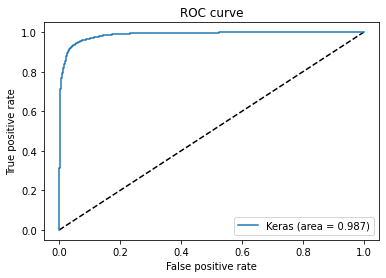 ROC curve
1.0
0.8
0.6
0.4
0.2
0.0
True positive rate
Keras (area = 0.987)
0.0 0.2 0.4 0.6 0.8 1.0
False positive rate